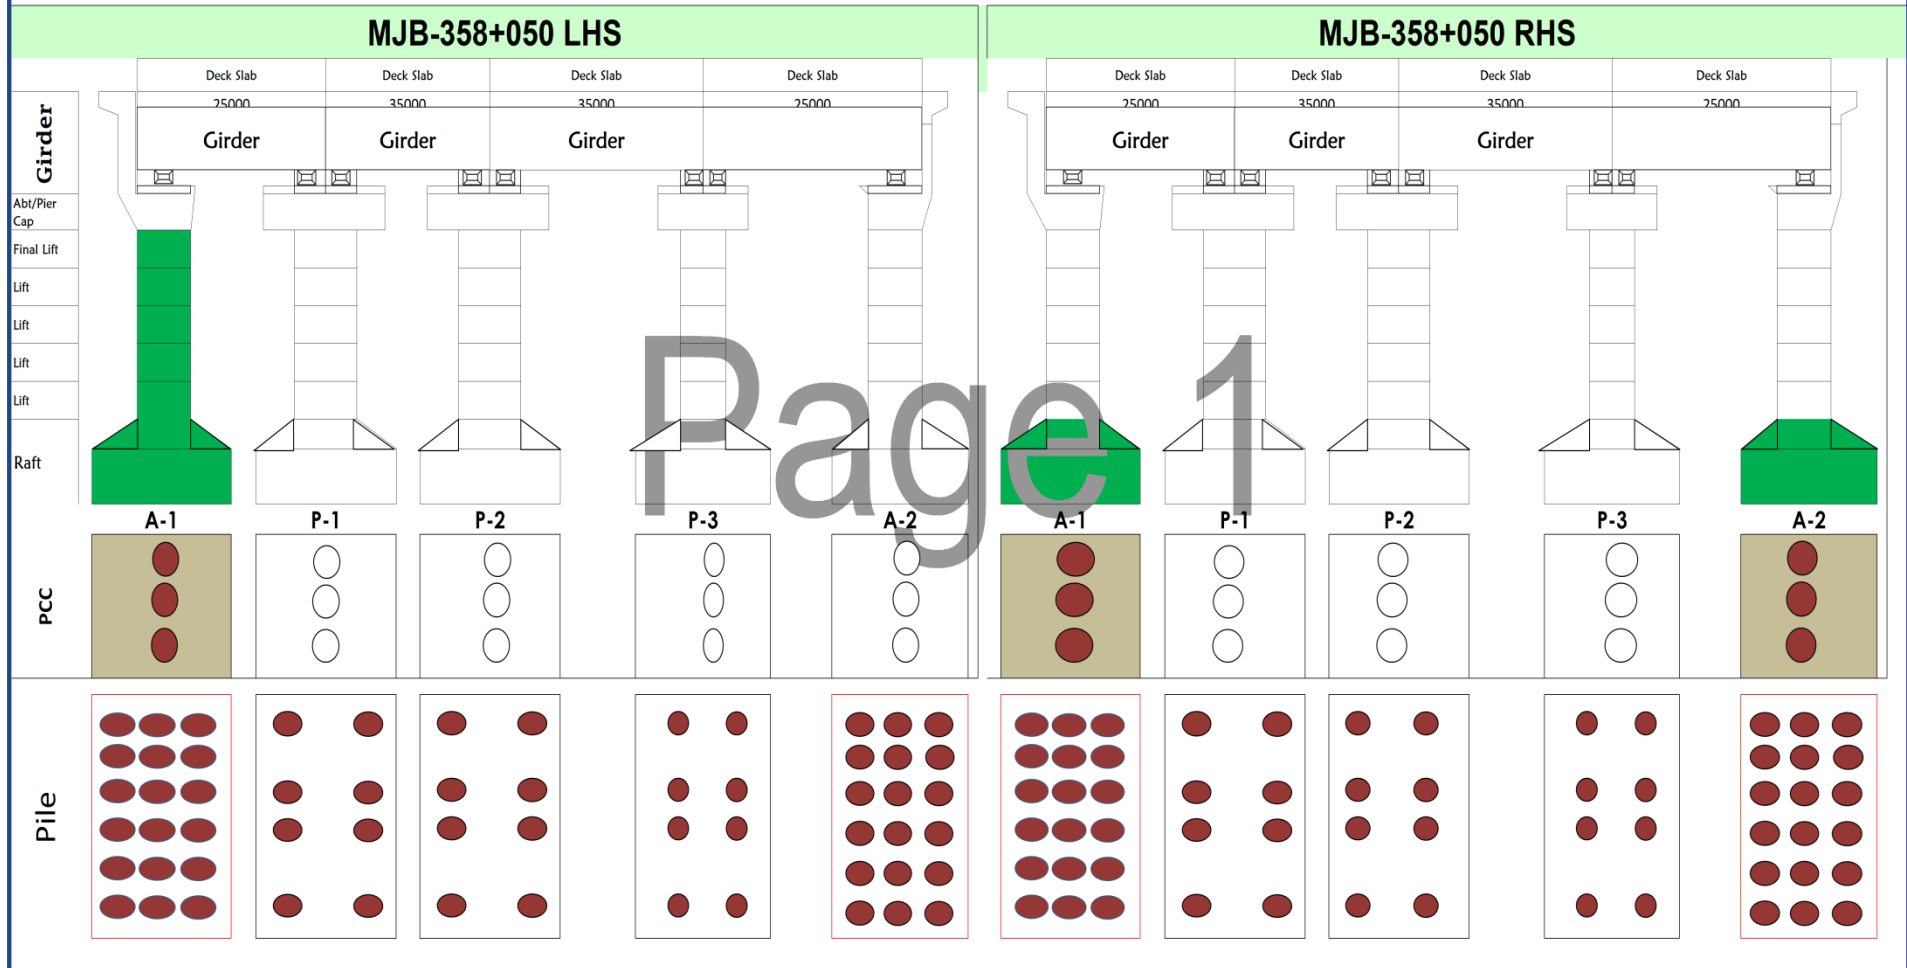 MJB-358+050 LHS
MJB-358+050 RHS
Deck Slab Deck Slab Deck Slab Deck Slab
Deck Slab Deck Slab Deck Slab Deck Slab
25000 35000 35000 25000
25000 35000 35000 25000
Girder
Girder Girder Girder
Girder Girder Girder
Abt/Pier
Cap
Final Lift
Lift
Lift
Lift
Lift
Raft
Page 1
A-1 P-1 P-2 P-3 A-2
A-1 P-1 P-2 P-3 A-2
PCC
Pile